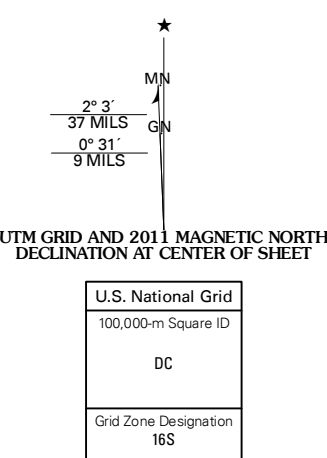 ★
MN
2° 3´
37 MILS
GN
0° 31´
9 MILS
UTM GRID AND 2011 MAGNETIC NORTH
DECLINATION AT CENTER OF SHEET
U.S. National Grid
100,000-m Square ID
DC
Grid Zone Designation
16S